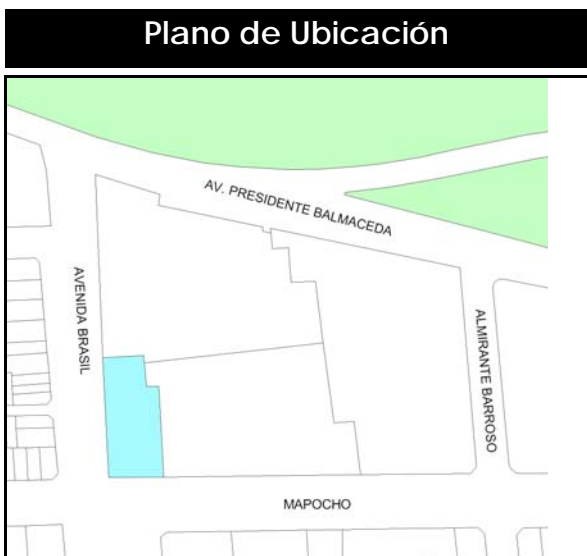 Plano de Ubicación
AV. PRESIDENTE BALMACEDA
AVENIDA BRASIL
ALMIRANTE BARROSO
MAPOCHO